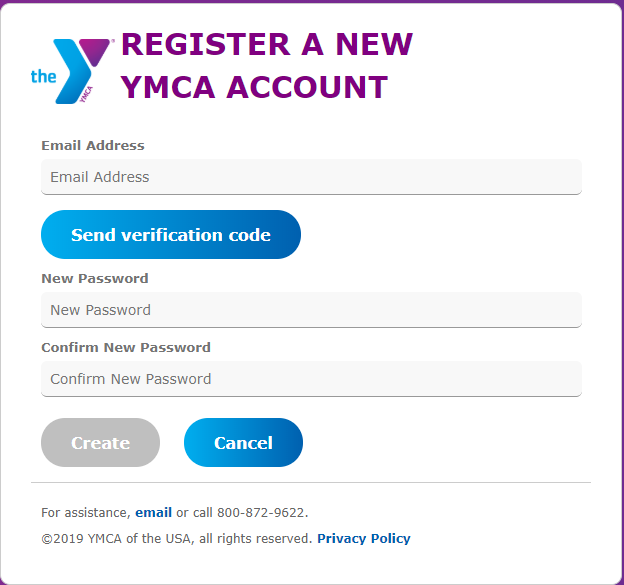 the
YMCA
REGISTER A NEW
YMCA ACCOUNT
Email Address
Email Address
Send verification code
New Password
New Password
Confirm New Password
Confirm New Password
Create Cancel
For assistance, email or call 800-872-9622.
©2019 YMCA of the USA, all rights reserved. Privacy Policy